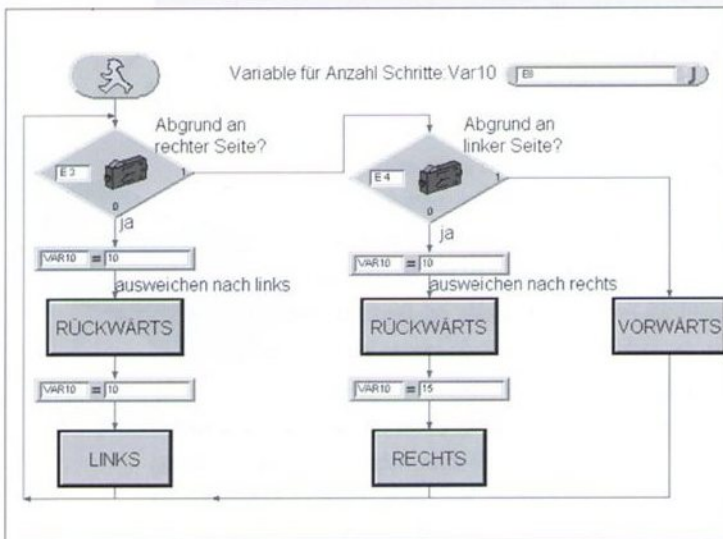 Variable für Anzahl Schritte:Var10
E8
Abgrund an
rechter Seite?
E3
1
0
ja
Abgrund an
linker Seite?
E4
1
0
ja
VAR10 = 10
VAR10 = 10
ausweichen nach links
ausweichen nach rechts
RÜCKWÄRTS
RÜCKWÄRTS
VORWÄRTS
VAR10 = 10
VAR10 = 15
LINKS
RECHTS